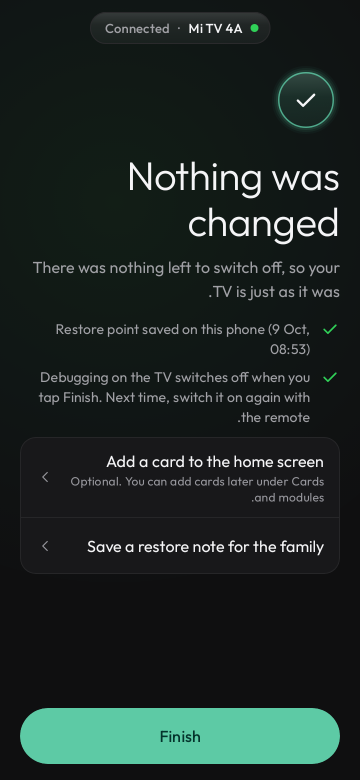 Connected · Mi TV 4A
Nothing was
changed
There was nothing left to switch off, so your
.TV is just as it was
Restore point saved on this phone (9 Oct,
08:53)
Debugging on the TV switches off when you
tap Finish. Next time, switch it on again with
.the remote
Add a card to the home screen
Optional. You can add cards later under Cards
.and modules
Save a restore note for the family
Finish